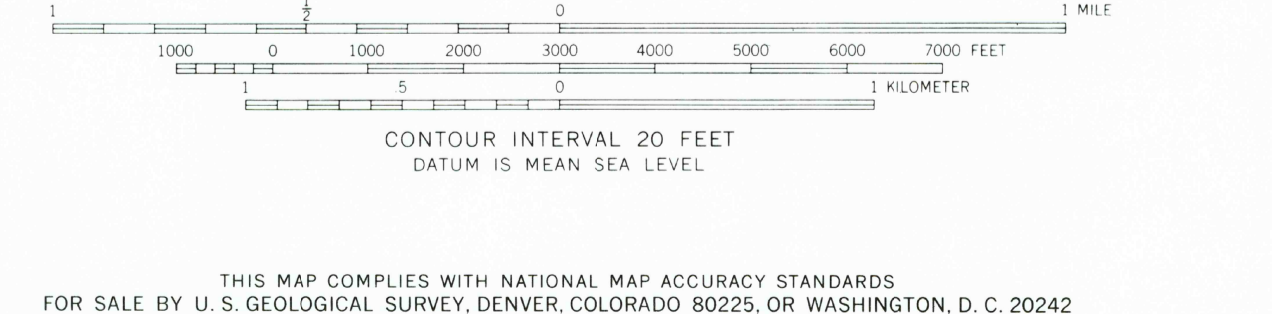 1 1/2 0 1 MILE
1000 0 1000 2000 3000 4000 5000 6000 7000 FEET
1 .5 0 1 KILOMETER
CONTOUR INTERVAL 20 FEET
DATUM IS MEAN SEA LEVEL
THIS MAP COMPLIES WITH NATIONAL MAP ACCURACY STANDARDS
FOR SALE BY U. S. GEOLOGICAL SURVEY, DENVER, COLORADO 80225, OR WASHINGTON, D. C. 20242